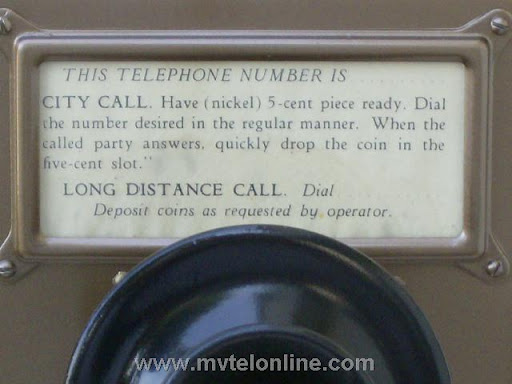 THIS TELEPHONE NUMBER IS ..............
CITY CALL. Have (nickel) 5-cent piece ready. Dial
the number desired in the regular manner. When the
called party answers, quickly drop the coin in the
five-cent slot."
LONG DISTANCE CALL. Dial ..............
Deposit coins as requested by operator.
www.mvtelonline.com